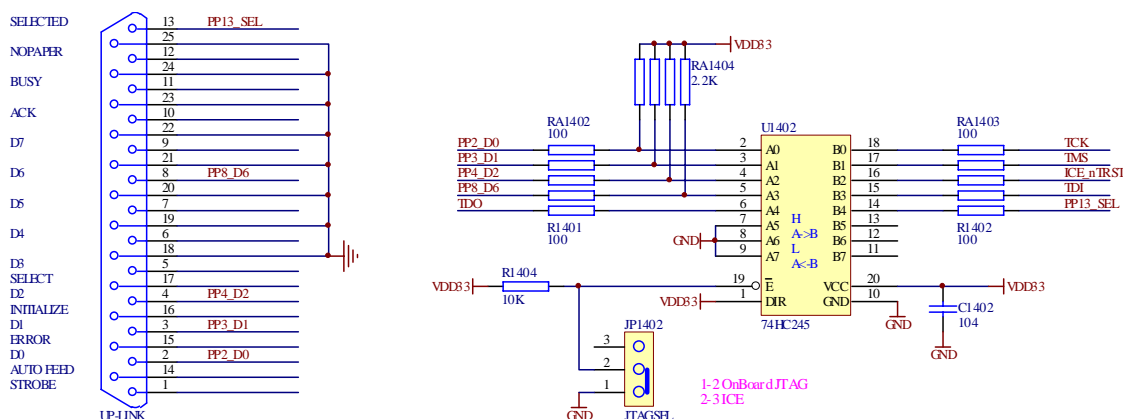 SELECTED 13 PP13_SEL
25
NOPAPER 12
24
BUSY 11
23
ACK 10
22
D7 9
21
D6 8 PP8_D6
20
D5 7
19
D4 6
18
D3 5
SELECT 17
D2 4 PP4_D2
INITIALIZE 16
D1 3 PP3_D1
ERROR 15
D0 2 PP2_D0
AUTO FEED 14
STROBE 1
UP-LINK
VDD33
RA1404
2.2K
RA1402
100
U1402
RA1403
100
PP2_D0 2 A0 B0 18 TCK
PP3_D1 3 A1 B1 17 TMS
PP4_D2 4 A2 B2 16 ICE_nTRST
PP8_D6 5 A3 B3 15 TDI
TDO 6 A4 B4 14 PP13_SEL
R1401
100
R1402
100
7 A5 H B5 13
GND 8 A6 A->B B6 12
9 A7 L B7 11
A<-B
VDD33 R1404 19 E VCC 20 VDD33
10K
VDD33 1 DIR GND 10
74HC245
GND
C1402
104
GND
JP1402
3
2
1
GND
JTAGSEL
1-2 OnBoard JTAG
2-3 ICE